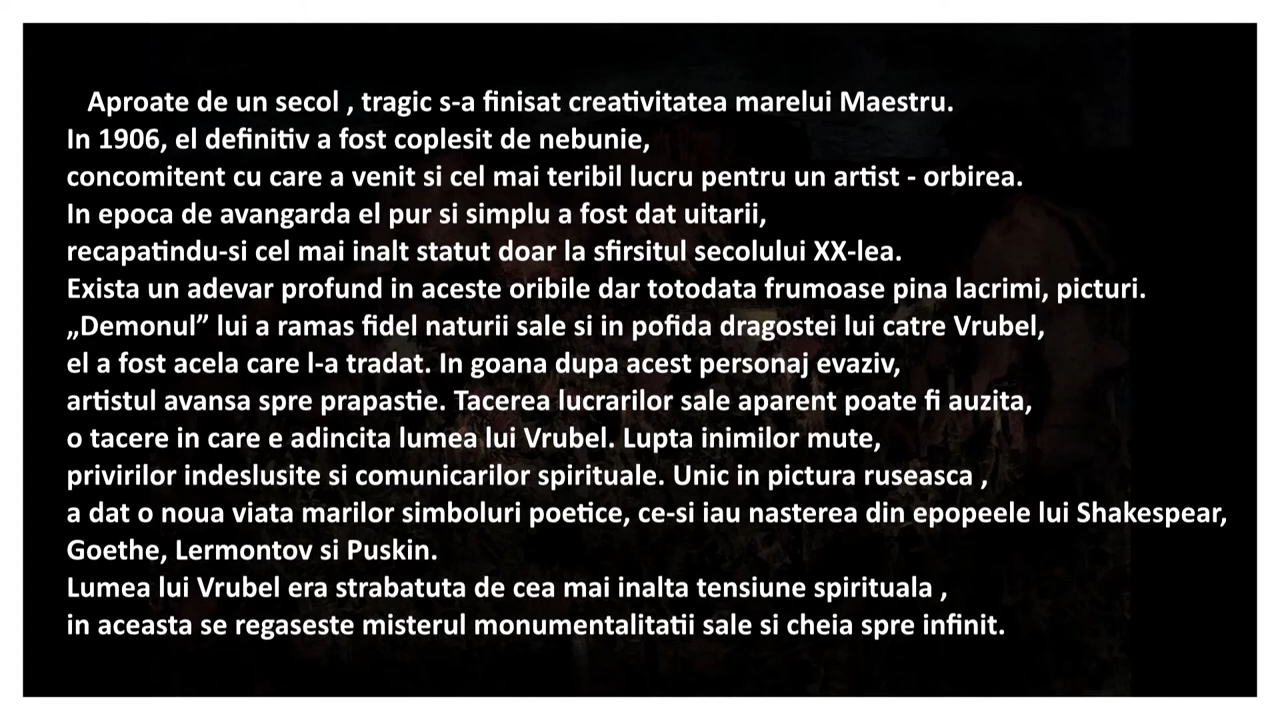 Aproate de un secol , tragic s-a finisat creativitatea marelui Maestru.
In 1906, el definitiv a fost coplesit de nebunie,
concomitent cu care a venit si cel mai teribil lucru pentru un artist - orbirea.
In epoca de avangarda el pur si simplu a fost dat uitarii,
recapatindu-si cel mai inalt statut doar la sfirsitul secolului XX-lea.
Exista un adevar profund in aceste oribile dar totodata frumoase pina lacrimi, picturi.
„Demonul” lui a ramas fidel naturii sale si in pofida dragostei lui catre Vrubel,
el a fost acela care l-a tradat. In goana dupa acest personaj evaziv,
artistul avansa spre prapastie. Tacerea lucrarilor sale aparent poate fi auzita,
o tacere in care e adincita lumea lui Vrubel. Lupta inimilor mute,
privirilor indeslusite si comunicarilor spirituale. Unic in pictura ruseasca ,
a dat o noua viata marilor simboluri poetice, ce-si iau nasterea din epopeele lui Shakespear,
Goethe, Lermontov si Puskin.
Lumea lui Vrubel era strabatuta de cea mai inalta tensiune spirituala ,
in aceasta se regaseste misterul monumentalitatii sale si cheia spre infinit.